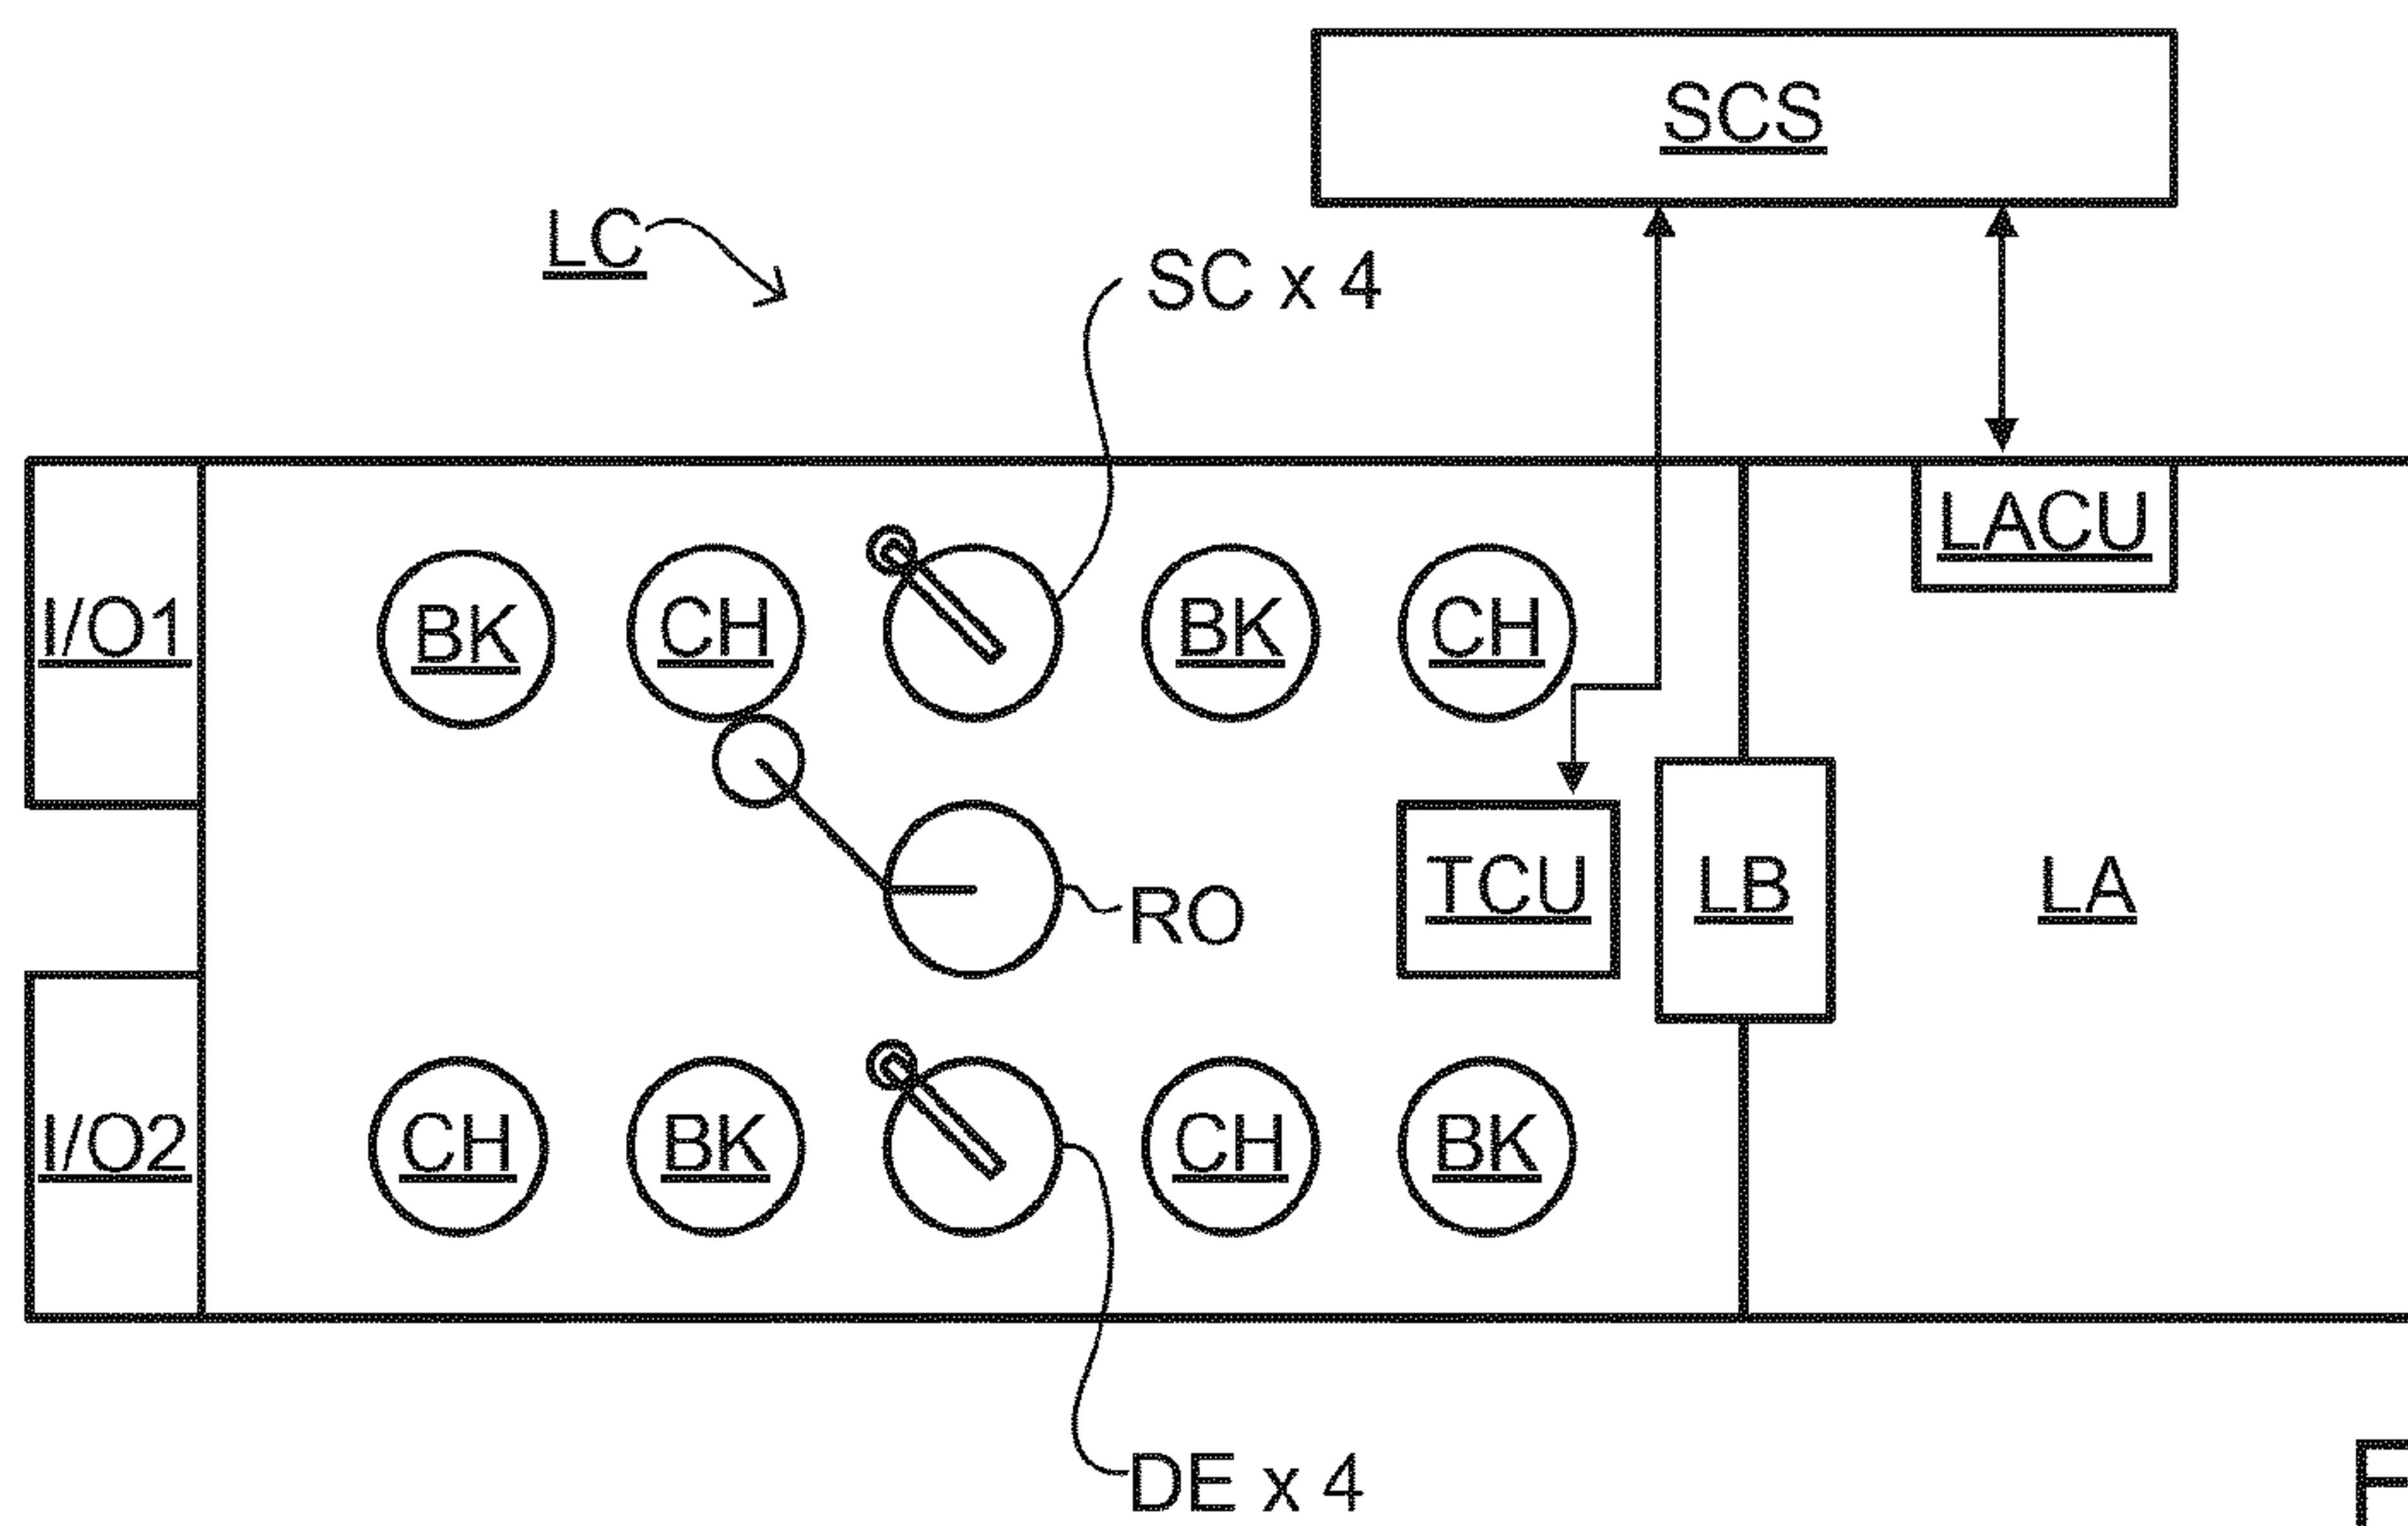 SCS
LC
SC x 4
LACU
I/O1
BK
CH
BK
CH
TCU
LB
LA
RO
I/O2
CH
BK
CH
BK
DE x 4
F